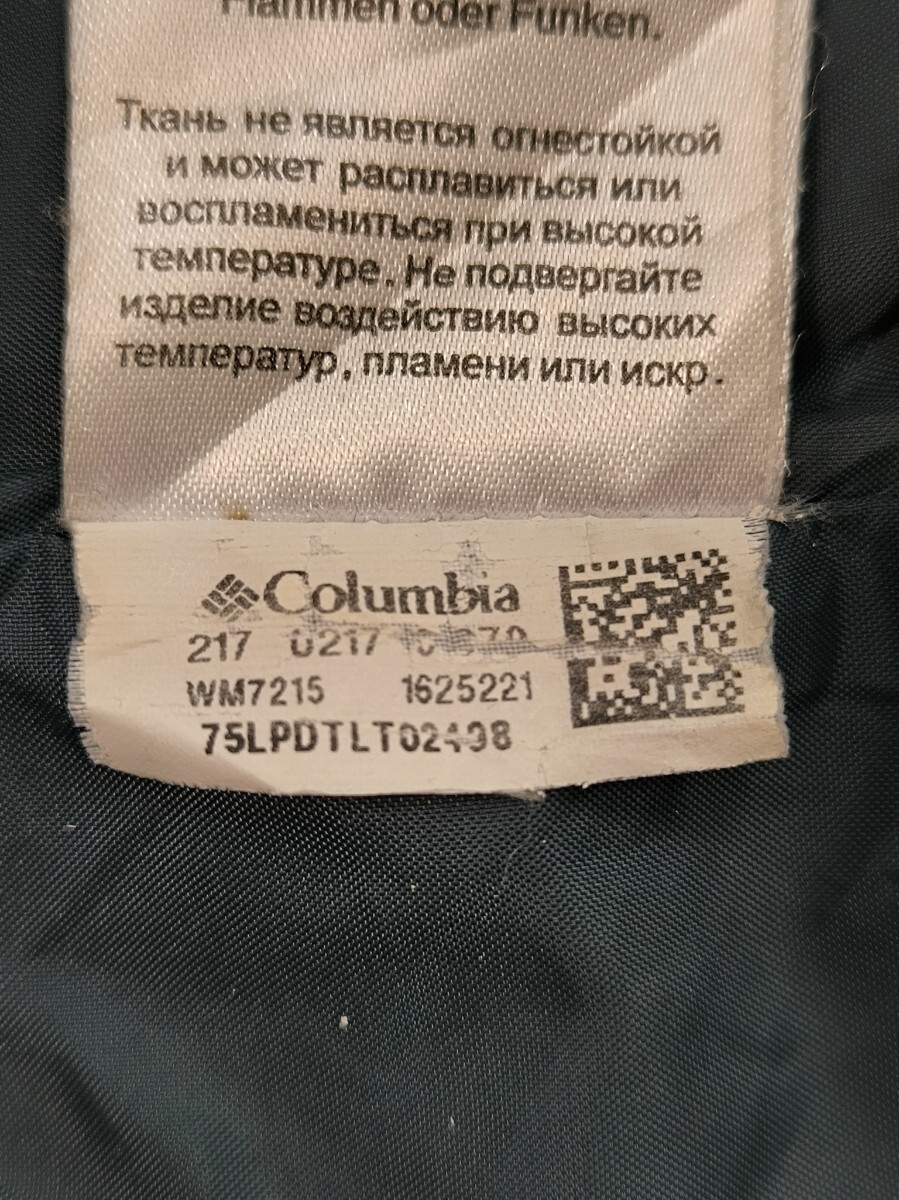 Flammen oder Funken.
Ткань не является огнестойкой
и может расплавиться или
воспламениться при высокой
температуре. Не подвергайте
изделие воздействию высоких
температур, пламени или искр.
Columbia
217 0217
WM7215 1625221